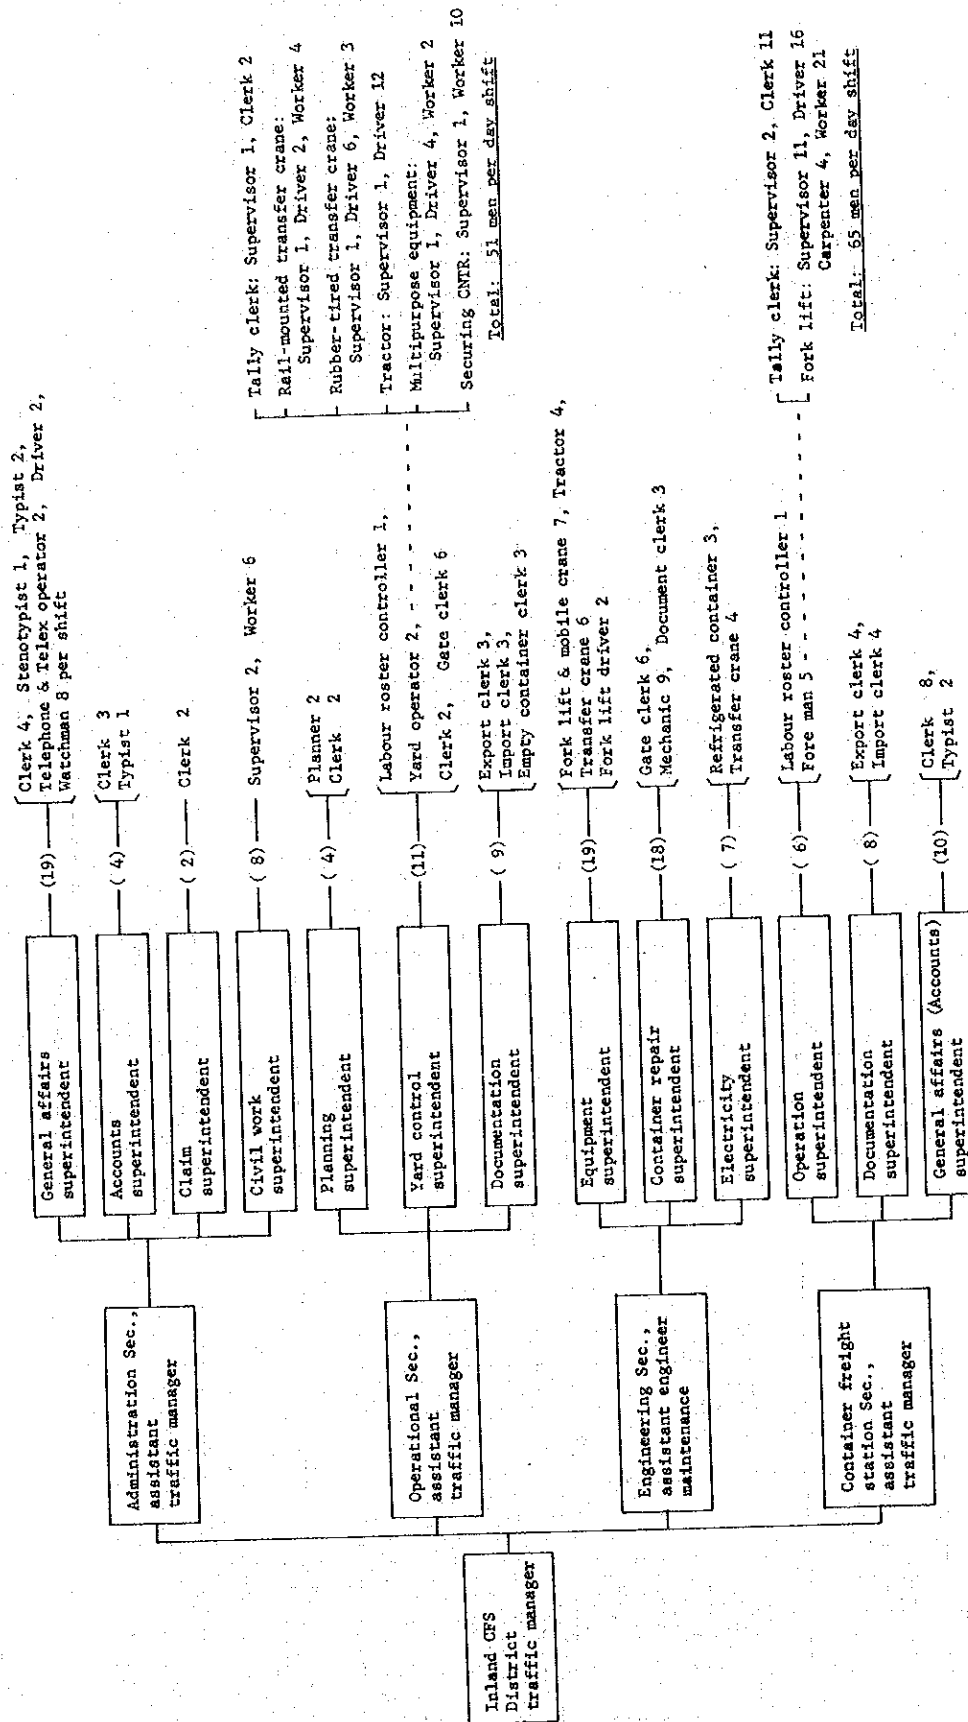 Inland CFS
District
traffic manager
Administration Sec.,
assistant
traffic manager
General affairs
superintendent
(19)
Clerk 4, Stenotypist 1, Typist 2,
Telephone & Telex operator 2, Driver 2,
Watchman 8 per shift
Accounts
superintendent
( 4)
Clerk 3
Typist 1
Claim
superintendent
( 2)
Clerk 2
Civil work
superintendent
( 8)
Supervisor 2, Worker 6
Operational Sec.,
assistant
traffic manager
Planning
superintendent
( 4)
Planner 2
Clerk 2
Yard control
superintendent
(11)
Labour roster controller 1,
Yard operator 2,
Clerk 2, Gate clerk 6
Tally clerk: Supervisor 1, Clerk 2
Rail-mounted transfer crane:
Supervisor 1, Driver 2, Worker 4
Rubber-tired transfer crane:
Supervisor 1, Driver 6, Worker 3
Tractor: Supervisor 1, Driver 12
Multipurpose equipment:
Supervisor 1, Driver 4, Worker 2
Securing CNTR: Supervisor 1, Worker 10
Total: 51 men per day shift
Documentation
superintendent
( 9)
Export clerk 3,
Import clerk 3,
Empty container clerk 3
Engineering Sec.,
assistant engineer
maintenance
Equipment
superintendent
(19)
Fork lift & mobile crane 7, Tractor 4,
Transfer crane 6
Fork lift driver 2
Container repair
superintendent
(18)
Gate clerk 6,
Mechanic 9, Document clerk 3
Electricity
superintendent
( 7)
Refrigerated container 3,
Transfer crane 4
Container freight
station Sec.,
assistant
traffic manager
Operation
superintendent
( 6)
Labour roster controller 1
Fore man 5
Tally clerk: Supervisor 2, Clerk 11
Fork lift: Supervisor 11, Driver 16
Carpenter 4, Worker 21
Total: 65 men per day shift
Documentation
superintendent
( 8)
Export clerk 4,
Import clerk 4
General affairs (Accounts)
superintendent
(10)
Clerk 8,
Typist 2